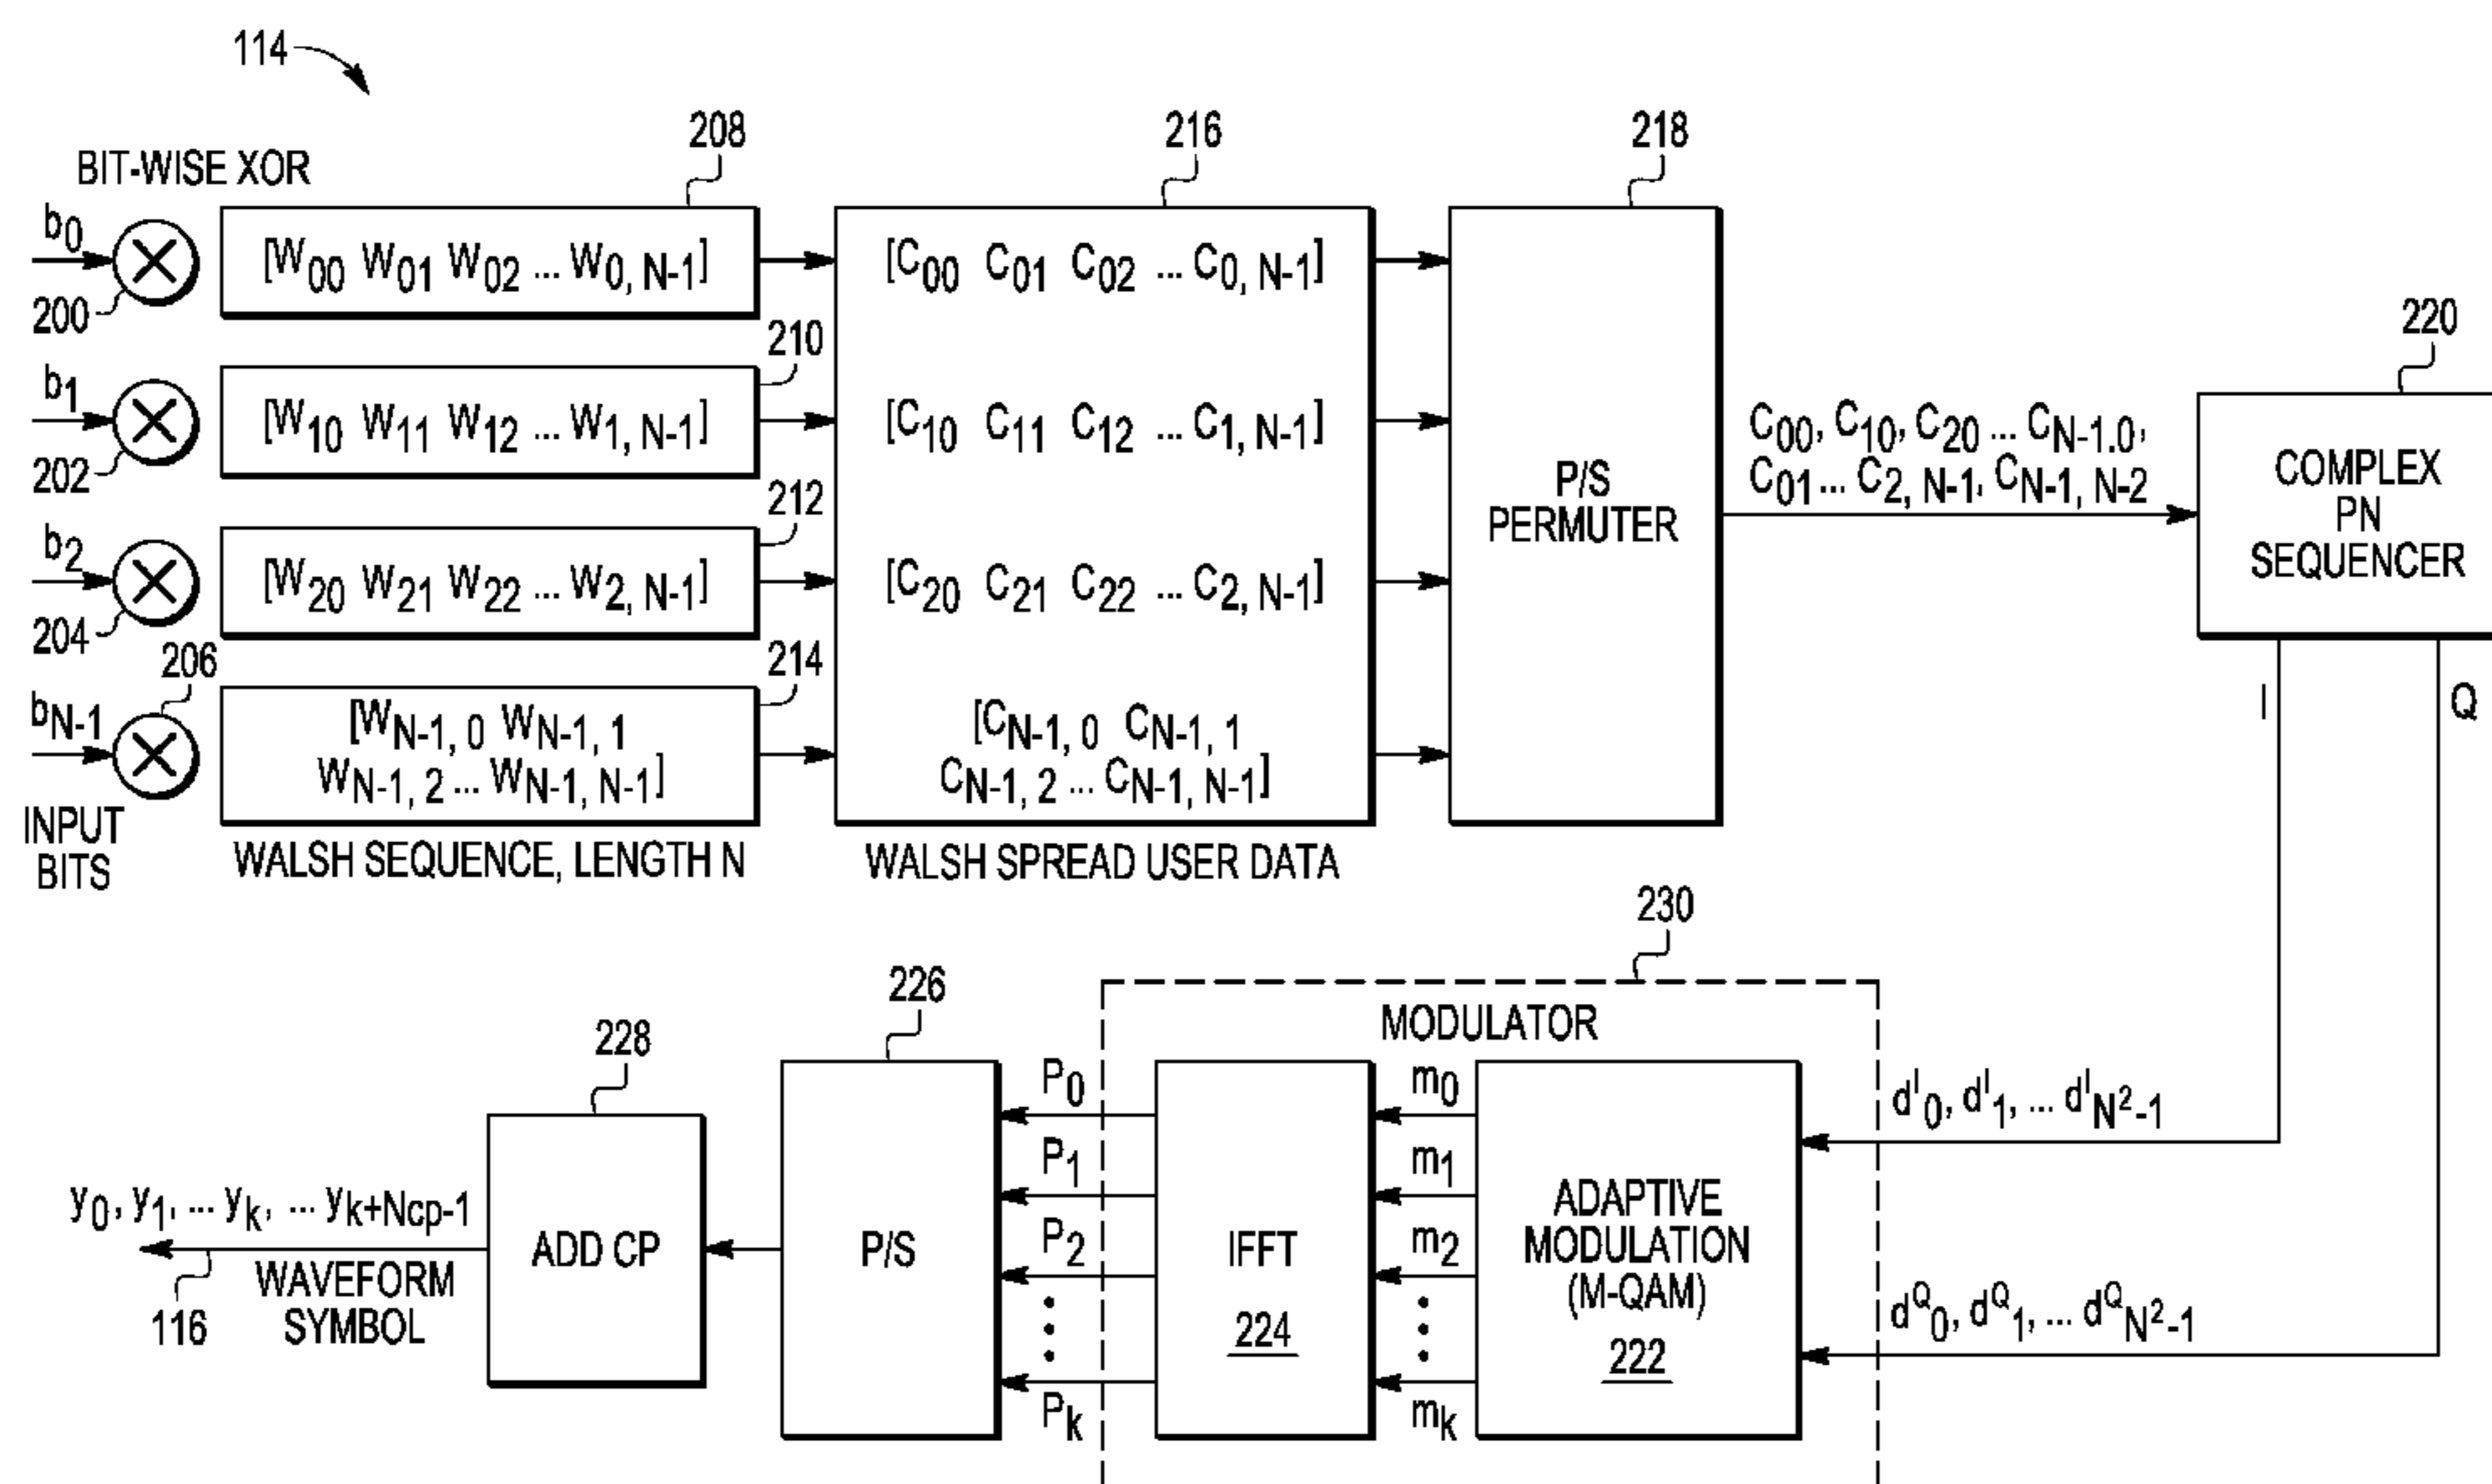 114
BIT-WISE XOR
208
216
218
b0
200
[W00 W01 W02 ... W0, N-1]
[C00 C01 C02 ... C0, N-1]
210
220
b1
202
[W10 W11 W12 ... W1, N-1]
[C10 C11 C12 ... C1, N-1]
P/S
PERMUTER
C00, C10, C20 ... CN-1.0,
C01 ... C2, N-1, CN-1, N-2
COMPLEX
PN
SEQUENCER
212
b2
204
[W20 W21 W22 ... W2, N-1]
[C20 C21 C22 ... C2, N-1]
206
214
bN-1
[WN-1, 0 WN-1, 1
WN-1, 2 ... WN-1, N-1]
[CN-1, 0 CN-1, 1
CN-1, 2 ... CN-1, N-1]
I
Q
INPUT
BITS
WALSH SEQUENCE, LENGTH N
WALSH SPREAD USER DATA
230
MODULATOR
226
228
P0
P1
P2
Pk
m0
m1
m2
mk
dI0, dI1, ... dIN2-1
dQ0, dQ1, ... dQN2-1
y0, y1, ... yk, ... yk+Ncp-1
116
WAVEFORM
SYMBOL
ADD CP
P/S
IFFT
224
ADAPTIVE
MODULATION
(M-QAM)
222